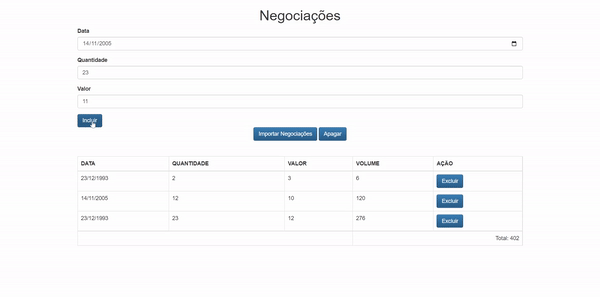 Negociações
Data
14/11/2005
Quantidade
23
Valor
11
Incluir
Importar Negociações Apagar
DATA QUANTIDADE VALOR VOLUME AÇÃO
23/12/1993 2 3 6 Excluir
14/11/2005 12 10 120 Excluir
23/12/1993 23 12 276 Excluir
Total: 402